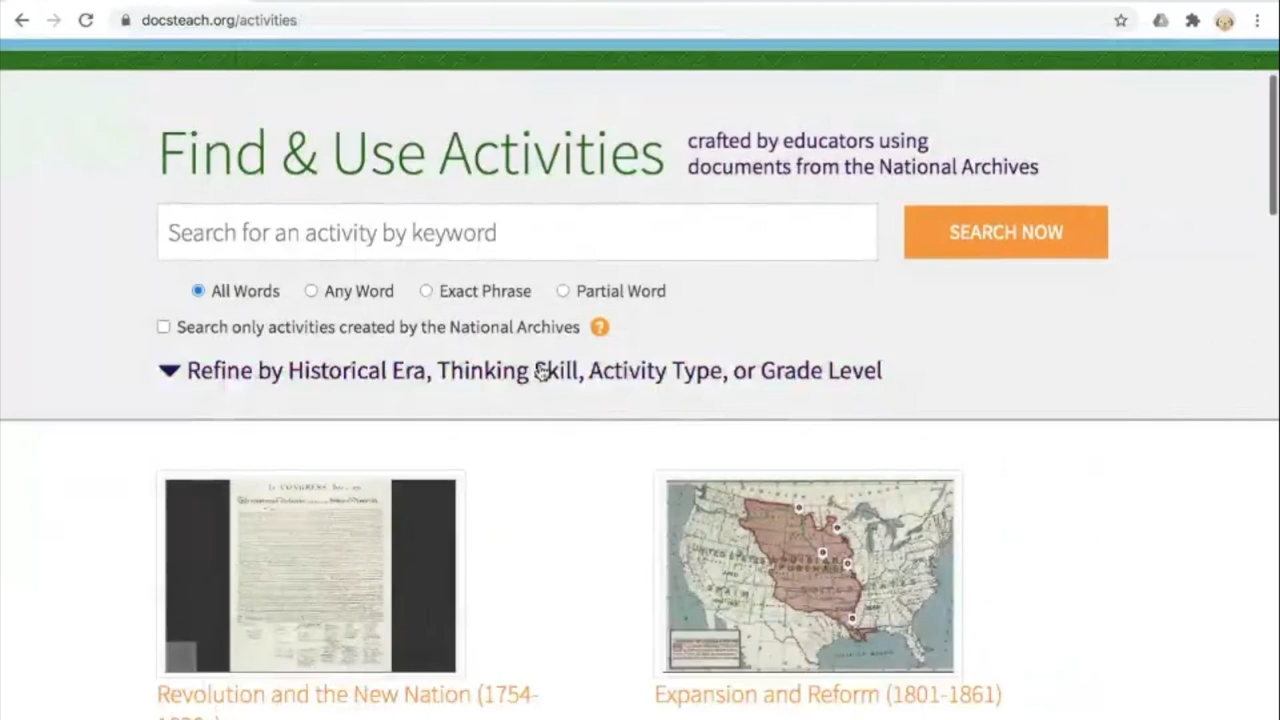 docsteach.org/activities
Find & Use Activities
crafted by educators using
documents from the National Archives
Search for an activity by keyword
SEARCH NOW
All Words Any Word Exact Phrase Partial Word
Search only activities created by the National Archives ?
Refine by Historical Era, Thinking Skill, Activity Type, or Grade Level
Revolution and the New Nation (1754-
Expansion and Reform (1801-1861)